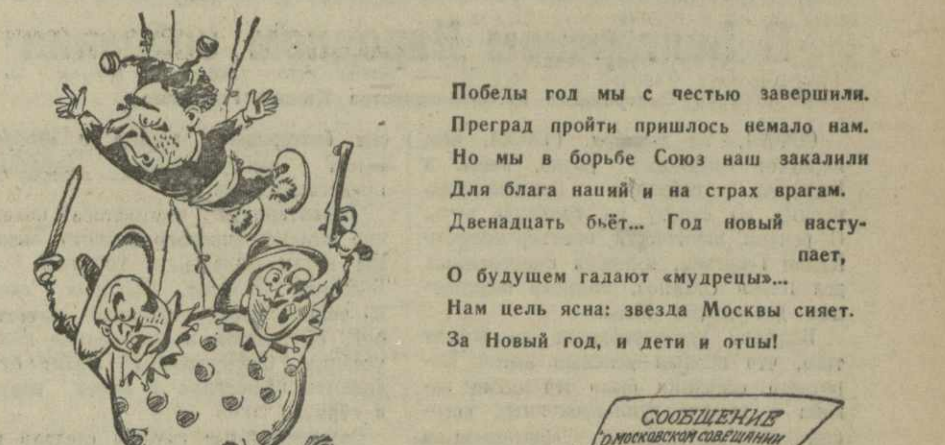 Победы год мы с честью завершили.
Преград пройти пришлось немало нам.
Но мы в борьбе Союз наш закалили
Для блага наций и на страх врагам.
Двенадцать бьёт... Год новый насту-
пает,
О будущем гадают «мудрецы»...
Нам цель ясна: звезда Москвы сияет.
За Новый год, и дети и отцы!
СООБЩЕНИЕ
О МОСКОВСКОМ СОВЕЩАНИИ